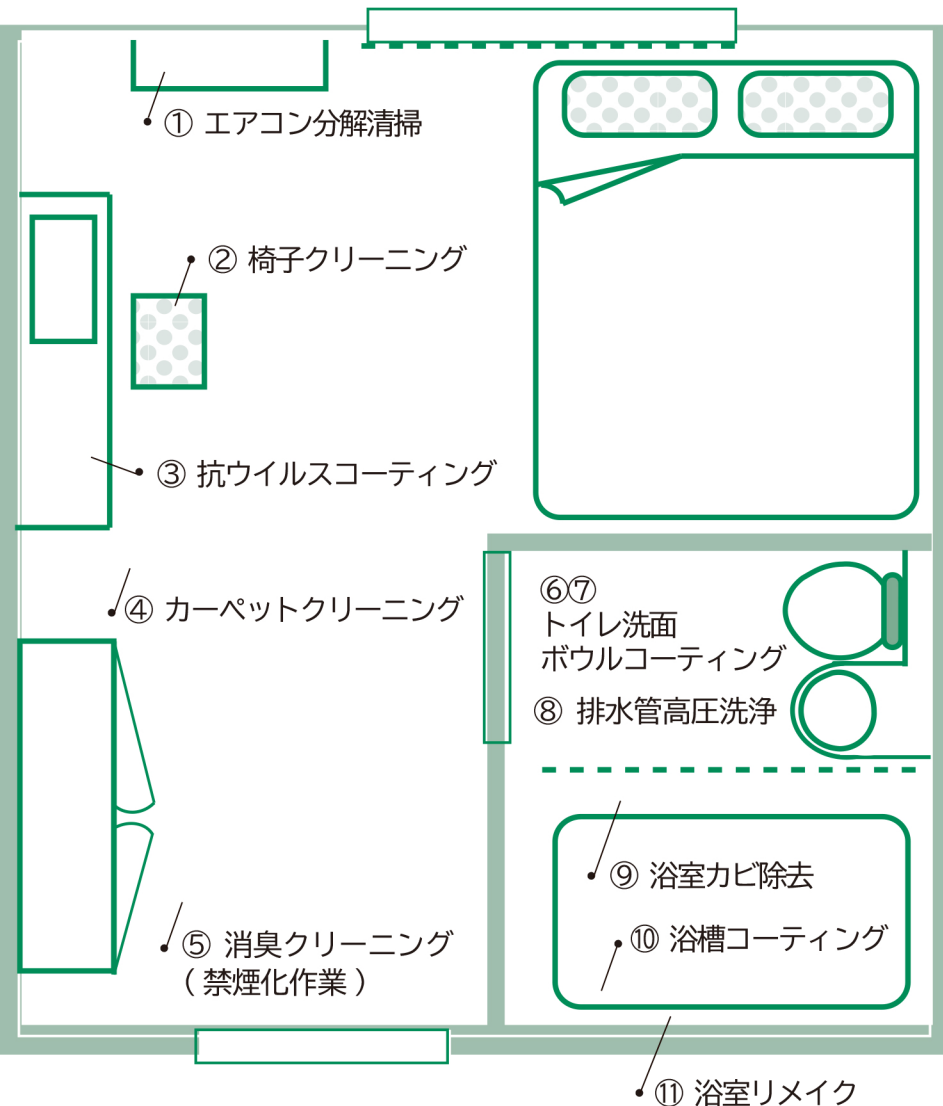 ① エアコン分解清掃
② 椅子クリーニング
③ 抗ウイルスコーティング
④ カーペットクリーニング
⑥⑦
トイレ洗面
ボウルコーティング
⑧ 排水管高圧洗浄
⑨ 浴室カビ除去
⑩ 浴槽コーティング
⑤ 消臭クリーニング
( 禁煙化作業 )
⑪ 浴室リメイク